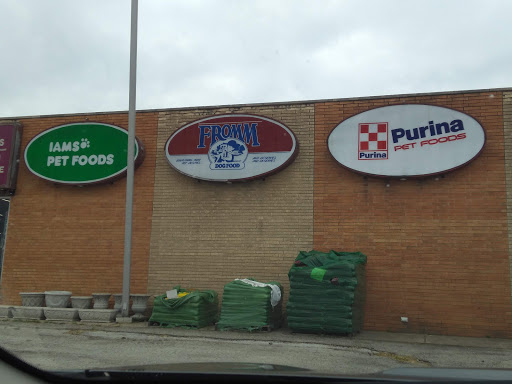 IAMS
PET FOODS
FROMM
DOG FOOD
Purina
Purina
PET FOODS